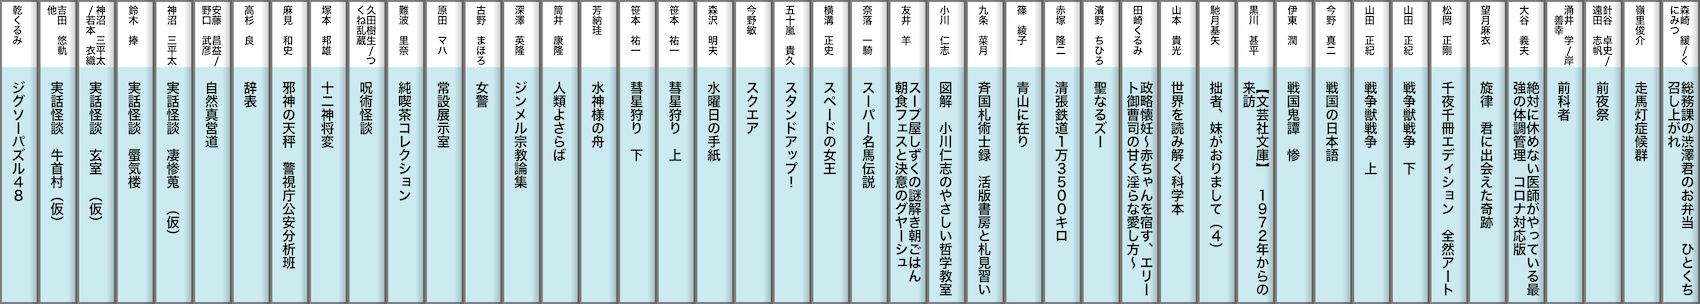 森崎　緩／く
にみつ
総務課の渋澤君のお弁当　ひとくち
召し上がれ
嶺里俊介
走馬灯症候群
針谷　卓史／
遠田　志帆
前夜祭
涌井　学／岸
善幸
前科者
大谷　義夫
絶対に休めない医師がやっている最
強の体調管理　コロナ対応版
望月麻衣
旋律　君に出会えた奇跡
松岡　正剛
千夜千冊エディション　全然アート
山田　正紀
戦争獣戦争　下
山田　正紀
戦争獣戦争　上
今野　真二
戦国の日本語
伊東　潤
戦国鬼譚　惨
黒川　甚平
【文芸社文庫】　１９７２年からの
来訪
馳月基矢
拙者、妹がおりまして（４）
山本　貴光
世界を読み解く科学本
田崎くるみ
政略懐妊～赤ちゃんを宿す、エリー
ト御曹司の甘く淫らな愛し方～
濱野　ちひろ
聖なるズー
赤塚　隆二
清張鉄道１万３５００キロ
篠　綾子
青山に在り
九条　菜月
斉国札術士録　活版書房と札見習い
小川　仁志
図解　小川仁志のやさしい哲学教室
友井　羊
スープ屋しずくの謎解き朝ごはん
朝食フェスと決意のグヤーシュ
奈落　一騎
スーパー名馬伝説
横溝　正史
スペードの女王
五十嵐　貴久
スタンドアップ！
今野敏
スクエア
森沢　明夫
水曜日の手紙
笹本　祐一
彗星狩り　上
笹本　祐一
彗星狩り　下
芳納珪
水神様の舟
筒井　康隆
人類よさらば
深澤　英隆
ジンメル宗教論集
古野　まほろ
女警
原田　マハ
常設展示室
難波　里奈
純喫茶コレクション
久田樹生／つ
くね乱蔵
呪術怪談
塚本　邦雄
十二神将変
麻見　和史
邪神の天秤　警視庁公安分析班
高杉　良
辞表
安藤　昌益／
野口　武彦
自然真営道
神沼　三平太
実話怪談　凄惨蒐　（仮）
鈴木　捧
実話怪談　蜃気楼
神沼　三平太
／若本　衣織
実話怪談　玄室　（仮）
吉田　悠軌
他
実話怪談　牛首村（仮）
乾くるみ
ジグソーパズル４８